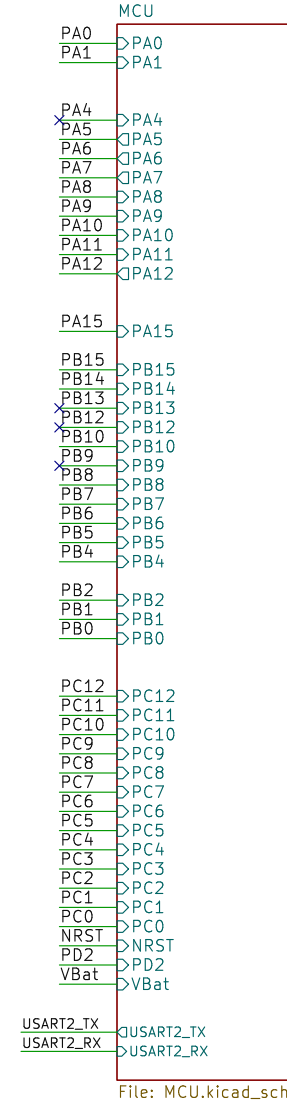 MCU
PA0 PA0
PA1 PA1
PA4 PA4
PA5 PA5
PA6 PA6
PA7 PA7
PA8 PA8
PA9 PA9
PA10 PA10
PA11 PA11
PA12 PA12
PA15 PA15
PB15 PB15
PB14 PB14
PB13 PB13
PB12 PB12
PB10 PB10
PB9 PB9
PB8 PB8
PB7 PB7
PB6 PB6
PB5 PB5
PB4 PB4
PB2 PB2
PB1 PB1
PB0 PB0
PC12 PC12
PC11 PC11
PC10 PC10
PC9 PC9
PC8 PC8
PC7 PC7
PC6 PC6
PC5 PC5
PC4 PC4
PC3 PC3
PC2 PC2
PC1 PC1
PC0 PC0
NRST NRST
PD2 PD2
VBat VBat
USART2_TX USART2_TX
USART2_RX USART2_RX
File: MCU.kicad_sch